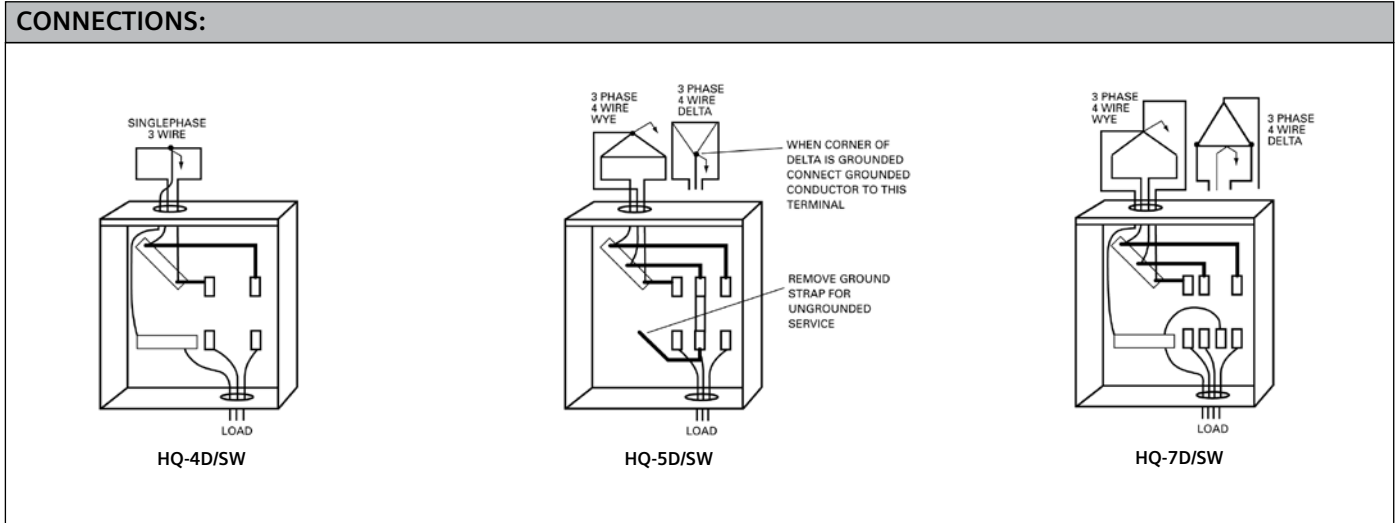 CONNECTIONS:
SINGLEPHASE
3 WIRE
LOAD
HQ-4D/SW
3 PHASE
4 WIRE
WYE
3 PHASE
4 WIRE
DELTA
WHEN CORNER OF
DELTA IS GROUNDED
CONNECT GROUNDED
CONDUCTOR TO THIS
TERMINAL
REMOVE GROUND
STRAP FOR
UNGROUNDED
SERVICE
LOAD
HQ-5D/SW
3 PHASE
4 WIRE
WYE
3 PHASE
4 WIRE
DELTA
LOAD
HQ-7D/SW